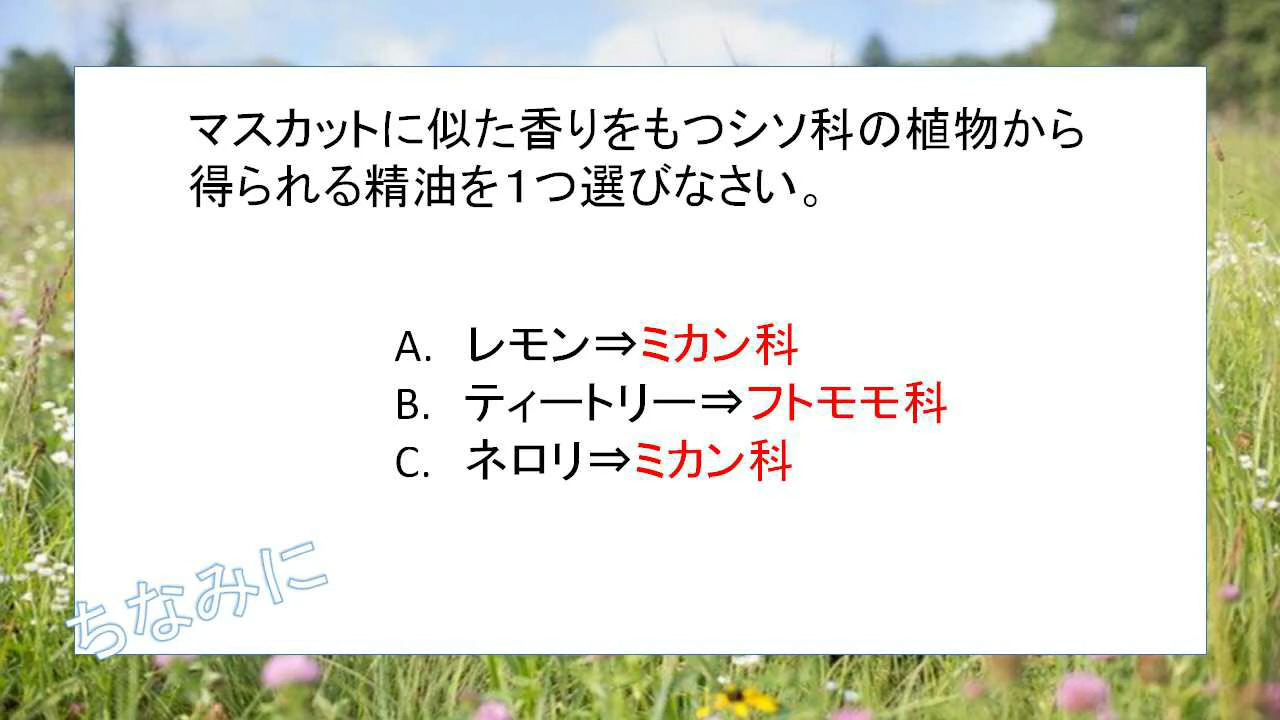 マスカットに似た香りをもつシソ科の植物から
得られる精油を１つ選びなさい。
A. レモン⇒ミカン科
B. ティートリー⇒フトモモ科
C. ネロリ⇒ミカン科
ちなみに